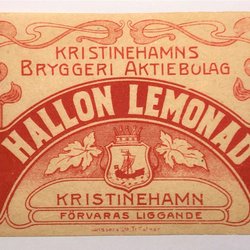 KRISTINEHAMNS
BRYGGERI AKTIEBOLAG
HALLON LEMONAD
KRISTINEHAMN
FÖRVARAS LIGGANDE